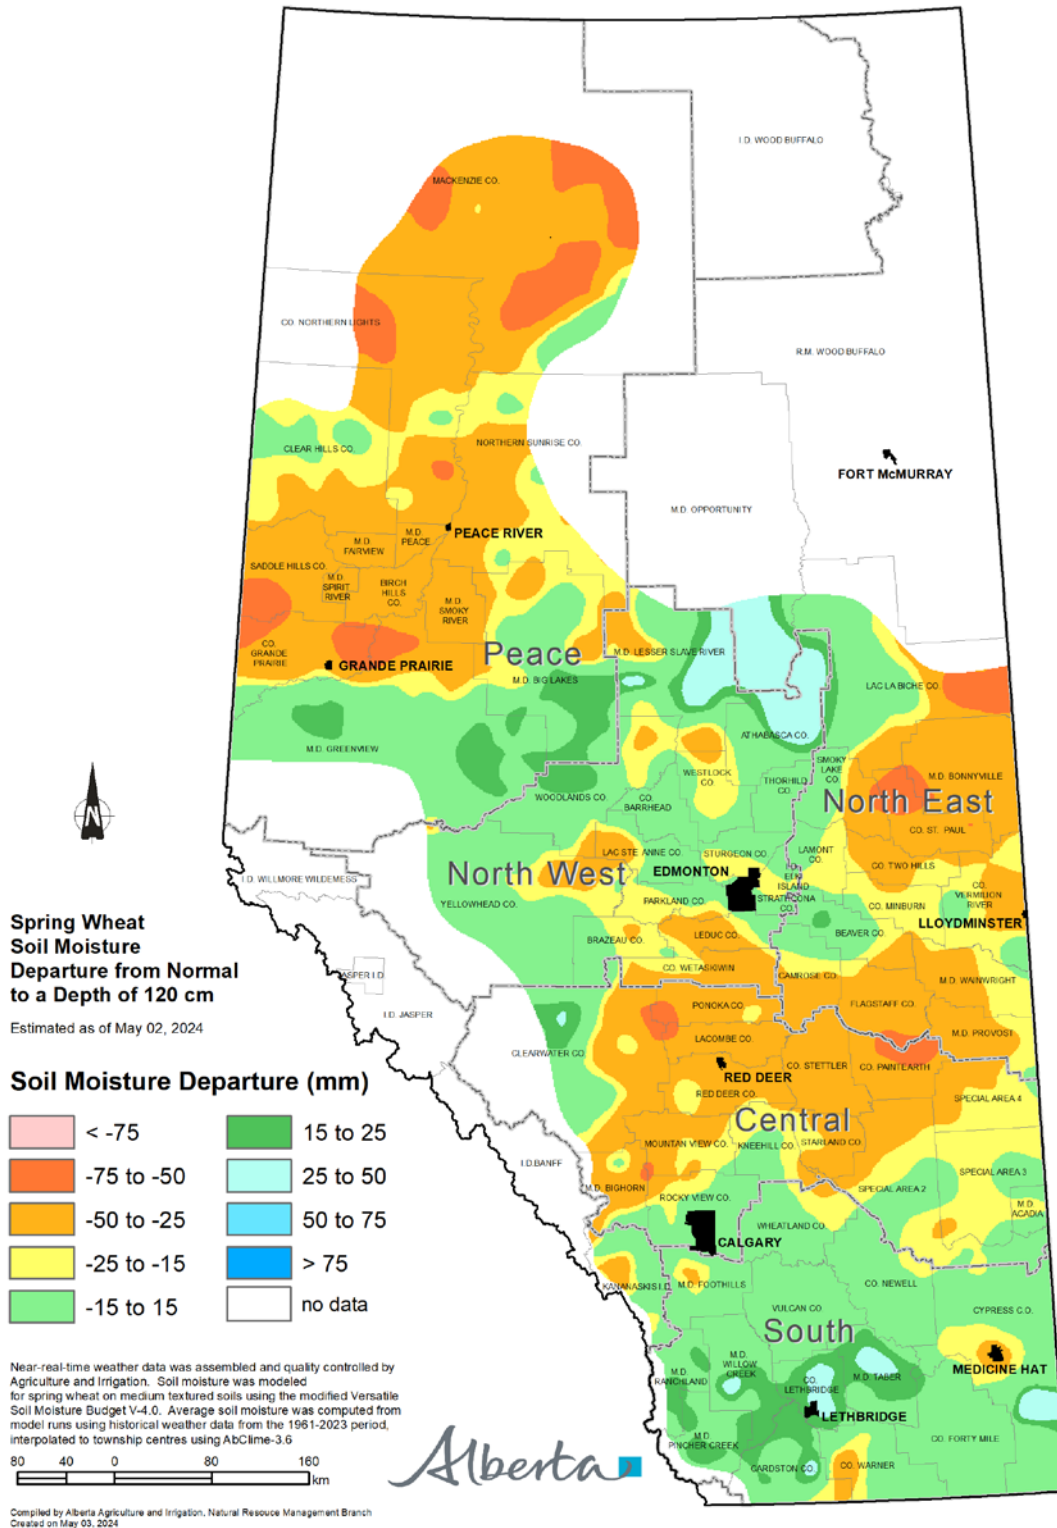 I.D. WOOD BUFFALO
MACKENZIE CO.
CO. NORTHERN LIGHTS
R.M. WOOD BUFFALO
CLEAR HILLS CO.
NORTHERN SUNRISE CO.
FORT McMURRAY
M.D. OPPORTUNITY
PEACE RIVER
M.D.
PEACE
M.D.
FAIRVIEW
SADDLE HILLS CO.
M.D.
SPIRIT
RIVER
BIRCH
HILLS
CO.
M.D.
SMOKY
RIVER
CO.
GRANDE
PRAIRIE
GRANDE PRAIRIE
Peace
M.D. LESSER SLAVE RIVER
M.D. BIG LAKES
LAC LA BICHE CO.
M.D. GREENVIEW
ATHABASCA CO.
WESTLOCK
CO.
THORHILD
CO.
SMOKY
LAKE
CO.
M.D. BONNYVILLE
WOODLANDS CO.
CO.
BARRHEAD
North East
CO. ST. PAUL
LAC STE ANNE CO.
STURGEON CO.
LAMONT
CO.
CO. TWO HILLS
North West
EDMONTON
I.D.
ELK
ISLAND
I.D. WILLMORE WILDERNESS
YELLOWHEAD CO.
PARKLAND CO.
STRATHCONA
CO.
CO. MINBURN
CO.
VERMILION
RIVER
LLOYDMINSTER
BRAZEAU CO.
LEDUC CO.
BEAVER CO.
N
Spring Wheat
Soil Moisture
Departure from Normal
to a Depth of 120 cm
Estimated as of May 02, 2024
JASPER I.D.
I.D. JASPER
CO. WETASKIWIN
CAMROSE CO.
M.D. WAINWRIGHT
PONOKA CO.
FLAGSTAFF CO.
M.D. PROVOST
LACOMBE CO.
CLEARWATER CO.
RED DEER
CO. STETTLER
CO. PAINTEARTH
RED DEER CO.
SPECIAL AREA 4
Central
MOUNTAIN VIEW CO.
KNEEHILL CO.
STARLAND CO.
I.D.BANFF
M.D. BIGHORN
SPECIAL AREA 3
SPECIAL AREA 2
ROCKY VIEW CO.
M.D.
ACADIA
WHEATLAND CO.
CALGARY
KANANASKIS I.D.
M.D. FOOTHILLS
CO. NEWELL
VULCAN CO
CYPRESS C.O.
South
MEDICINE HAT
M.D.
WILLOW
CREEK
M.D.
RANCHLAND
CO.
LETHBRIDGE
M.D. TABER
LETHBRIDGE
M.D.
PINCHER CREEK
CO. FORTY MILE
CARDSTON CO
CO. WARNER
Soil Moisture Departure (mm)
< -75
15 to 25
-75 to -50
25 to 50
-50 to -25
50 to 75
-25 to -15
> 75
-15 to 15
no data
Near-real-time weather data was assembled and quality controlled by
Agriculture and Irrigation. Soil moisture was modeled
for spring wheat on medium textured soils using the modified Versatile
Soil Moisture Budget V-4.0. Average soil moisture was computed from
model runs using historical weather data from the 1961-2023 period,
interpolated to township centres using AbClime-3.6
80 40 0 80 160
km
Alberta
Compiled by Alberta Agriculture and Irrigation, Natural Resouce Management Branch
Created on May 03, 2024